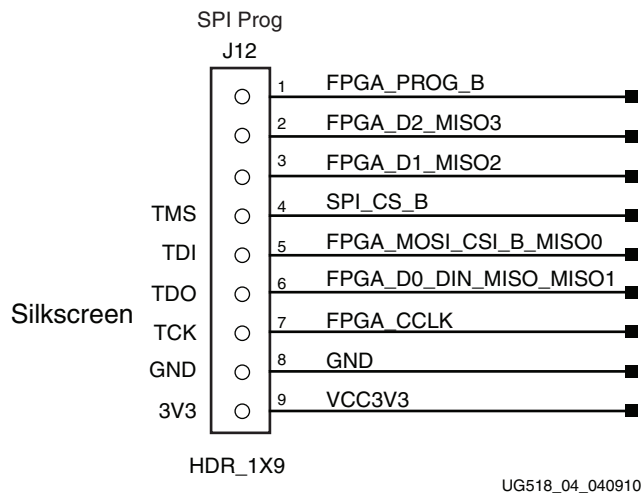 SPI Prog
J12
1 FPGA_PROG_B
2 FPGA_D2_MISO3
3 FPGA_D1_MISO2
TMS 4 SPI_CS_B
TDI 5 FPGA_MOSI_CSI_B_MISO0
TDO 6 FPGA_D0_DIN_MISO_MISO1
Silkscreen
TCK 7 FPGA_CCLK
GND 8 GND
3V3 9 VCC3V3
HDR_1X9
UG518_04_040910